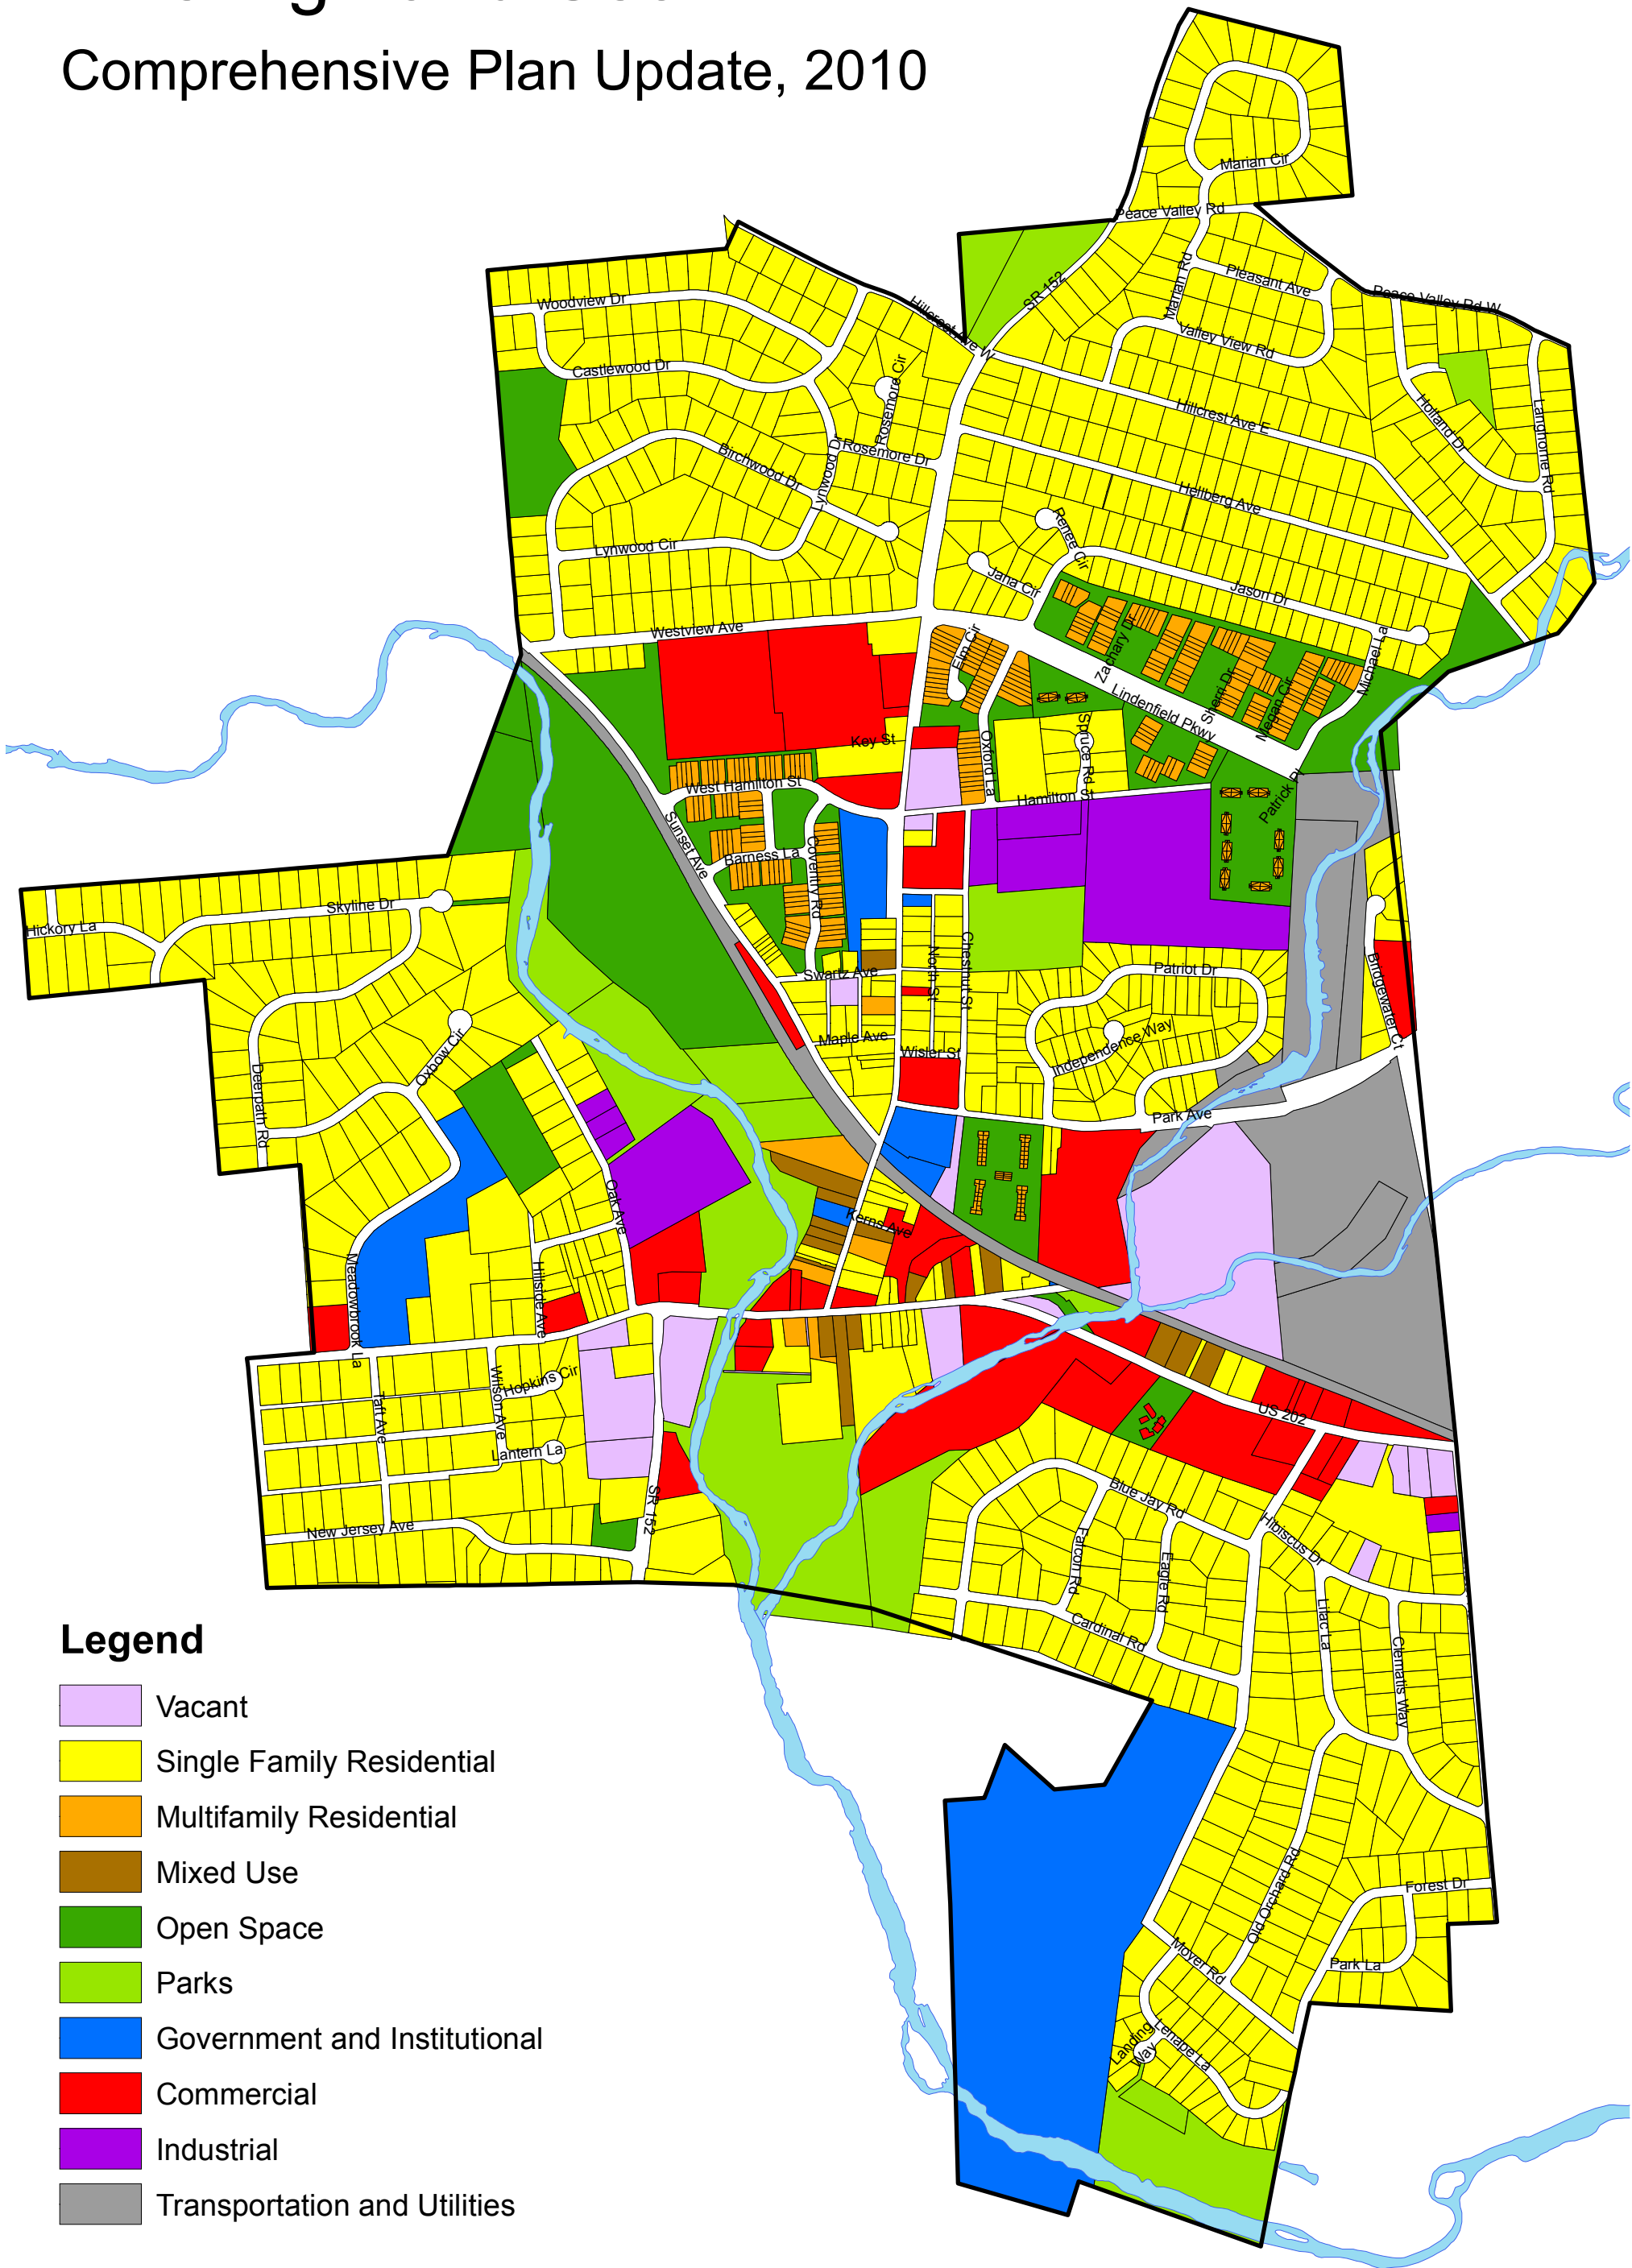 Comprehensive Plan Update, 2010
Marian Cir
Peace Valley Rd
Marian Rd
Pleasant Ave
Peace Valley Rd W
SR 152
Hillcrest Ave W
Valley View Rd
Woodview Dr
Castlewood Dr
Rosemore Cir
Hillcrest Ave E
Holland Dr
Langhorne Rd
Rosemore Dr
Birchwood Dr
Lynwood Dr
Hellberg Ave
Renee Cir
Lynwood Cir
Jana Cir
Jason Dr
Westview Ave
Elm Cir
Zachary Dr
Michael La
Sherri Dr
Megan Cir
Lindenfield Pkwy
Key St
Oxford La
Spruce Rd
West Hamilton St
Hamilton St
Patrick Pl
Sunset Ave
Barness La
Coventry Rd
Skyline Dr
Hickory La
Swartz Ave
North St
Chestnut St
Patriot Dr
Bridgewater Ct
Maple Ave
Wisler St
Independence Way
Oxbow Cir
Deerpath Rd
Park Ave
Oak Ave
Kerns Ave
Meadowbrook La
Hillside Ave
Hopkins Cir
Wilson Ave
Taft Ave
US 202
Lantern La
SR 152
New Jersey Ave
Blue Jay Rd
Hibiscus Dr
Falcon Rd
Eagle Rd
Lilac La
Cardinal Rd
Clematis Way
Old Orchard Rd
Forest Dr
Moyer Rd
Park La
Landing
Way
Lenape La
Legend
Vacant
Single Family Residential
Multifamily Residential
Mixed Use
Open Space
Parks
Government and Institutional
Commercial
Industrial
Transportation and Utilities